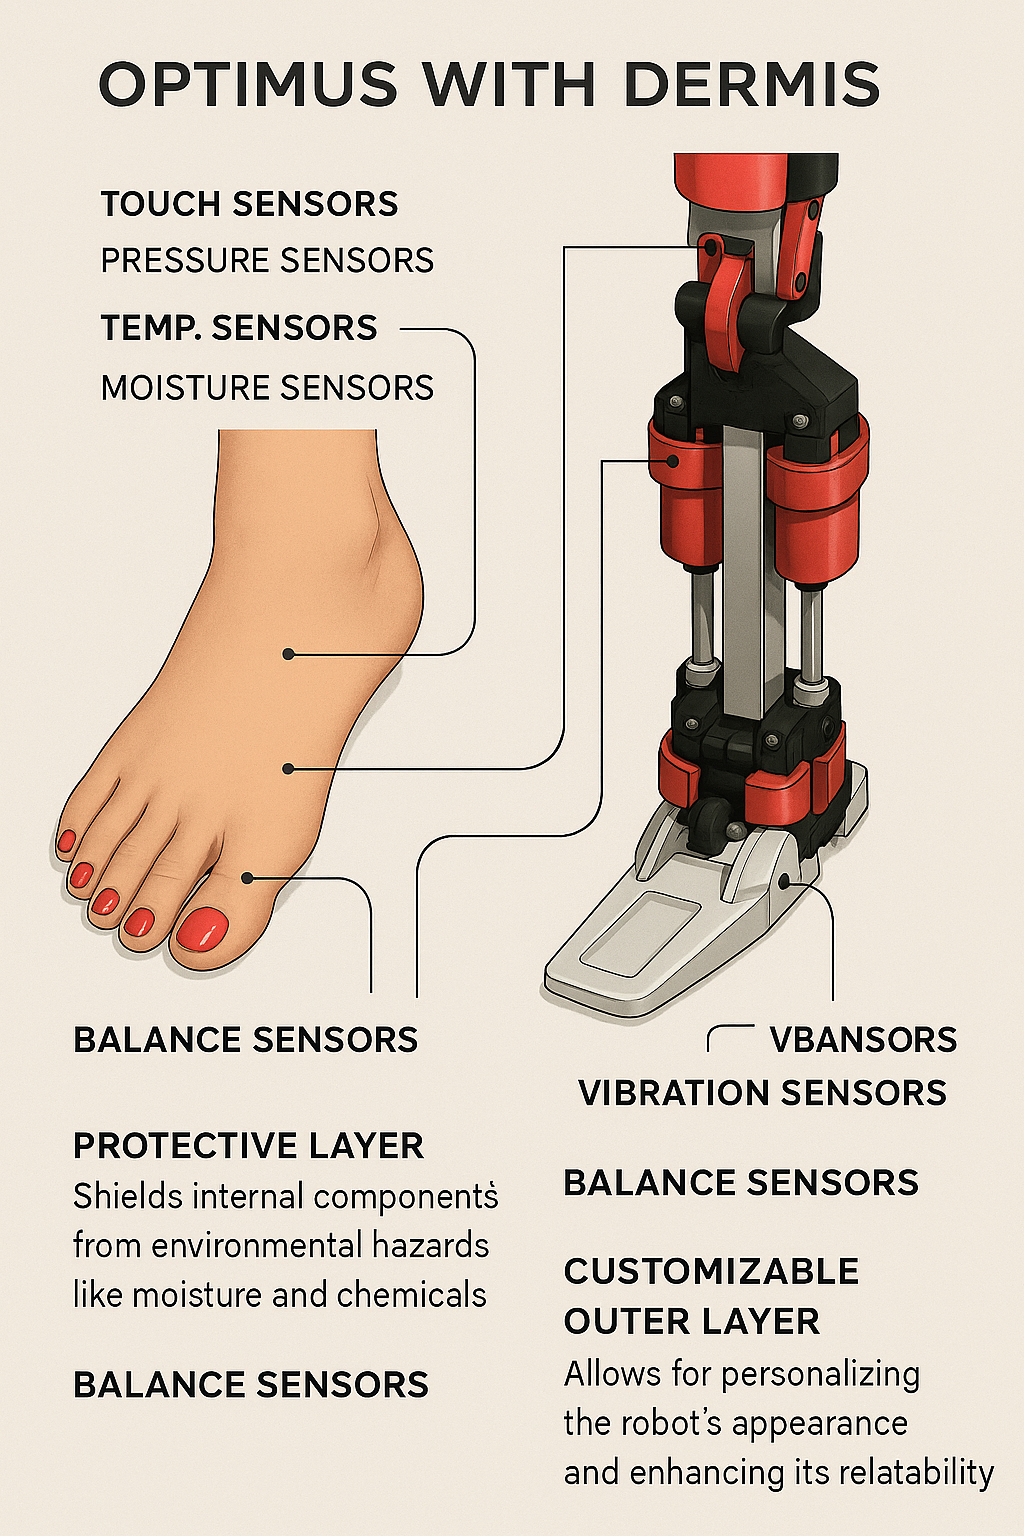 OPTIMUS WITH DERMIS
TOUCH SENSORS
PRESSURE SENSORS
TEMP. SENSORS
MOISTURE SENSORS
BALANCE SENSORS
PROTECTIVE LAYER
Shields internal components
from environmental hazards
like moisture and chemicals
BALANCE SENSORS
VBANSORS
VIBRATION SENSORS
BALANCE SENSORS
CUSTOMIZABLE
OUTER LAYER
Allows for personalizing
the robot's appearance
and enhancing its relatability